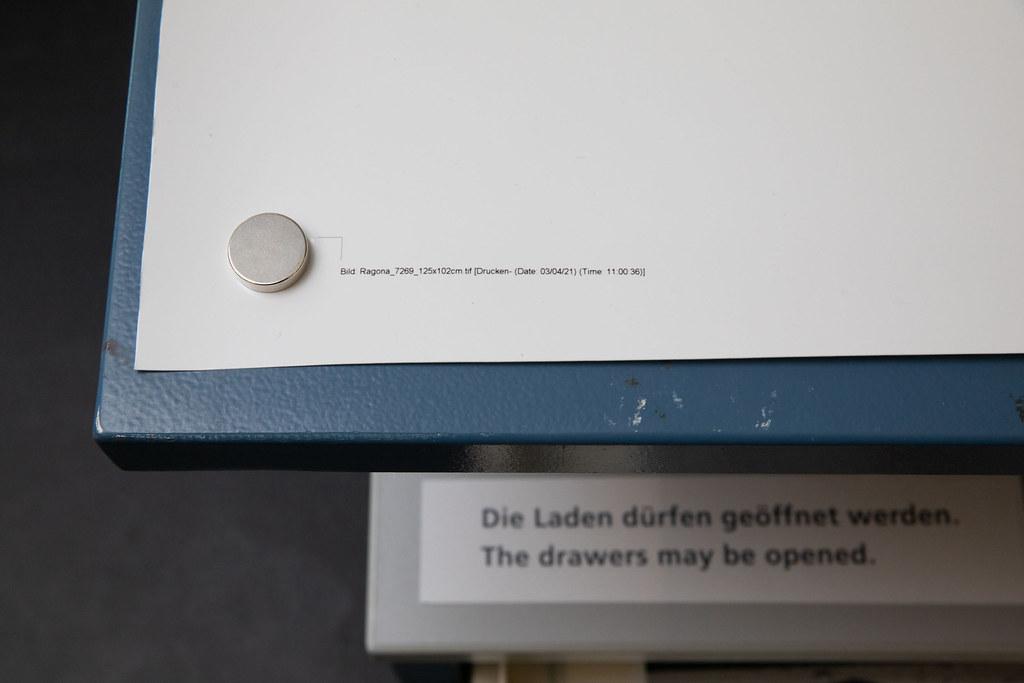 Bild: Ragona_7269_125x102cm.tif [Drucken- (Date: 03/04/21) (Time: 11:00:36)]
Die Laden dürfen geöffnet werden.
The drawers may be opened.